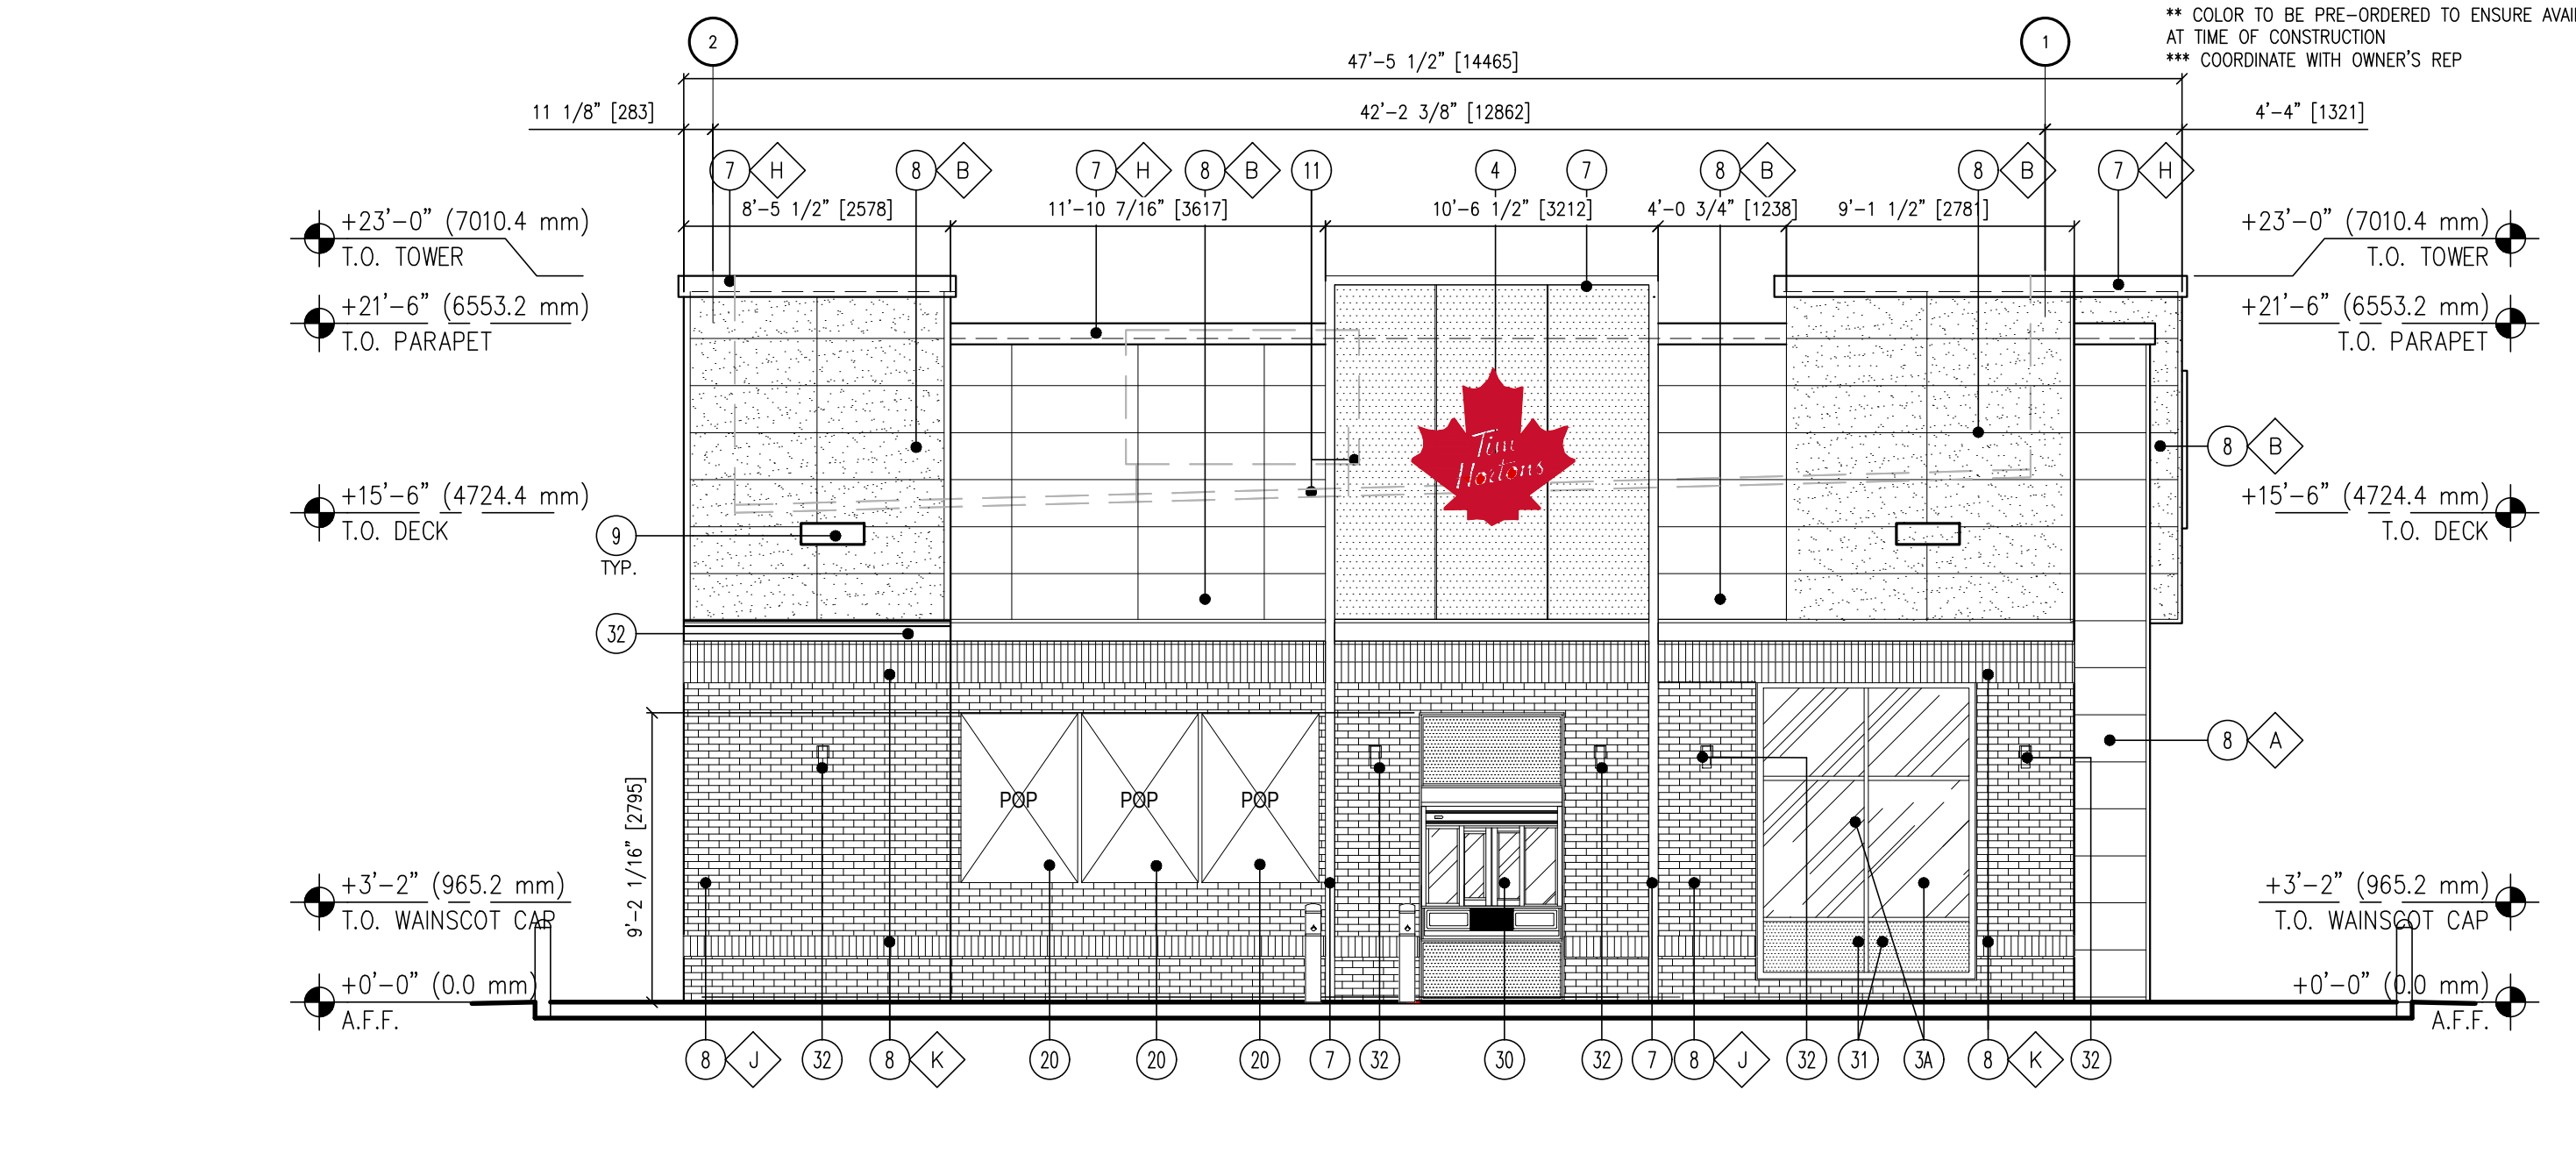 ** COLOR TO BE PRE-ORDERED TO ENSURE
AT TIME OF CONSTRUCTION
*** COORDINATE WITH OWNER'S REP
2
1
47'-5 1/2" [14465]
11 1/8" [283]
42'-2 3/8" [12862]
4'-4" [1321]
7 H
8 B
7 H
8 B
11
4
7
8 B
8 B
7 H
8'-5 1/2" [2578]
11'-10 7/16" [3617]
10'-6 1/2" [3212]
4'-0 3/4" [1238]
9'-1 1/2" [2781]
+23'-0" (7010.4 mm)
T.O. TOWER
+21'-6" (6553.2 mm)
T.O. PARAPET
+15'-6" (4724.4 mm)
T.O. DECK
+3'-2" (965.2 mm)
T.O. WAINSCOT CAP
+0'-0" (0.0 mm)
A.F.F.
9
TYP.
32
9'-2 1/16" [2795]
Tim
Hortons
POP
POP
POP
+23'-0" (7010.4 mm)
T.O. TOWER
+21'-6" (6553.2 mm)
T.O. PARAPET
8 B
+15'-6" (4724.4 mm)
T.O. DECK
8 A
+3'-2" (965.2 mm)
T.O. WAINSCOT CAP
+0'-0" (0.0 mm)
A.F.F.
8 J
32
8 K
20
20
20
7
32
30
32
7
8 J
32
31
3A
8 K
32